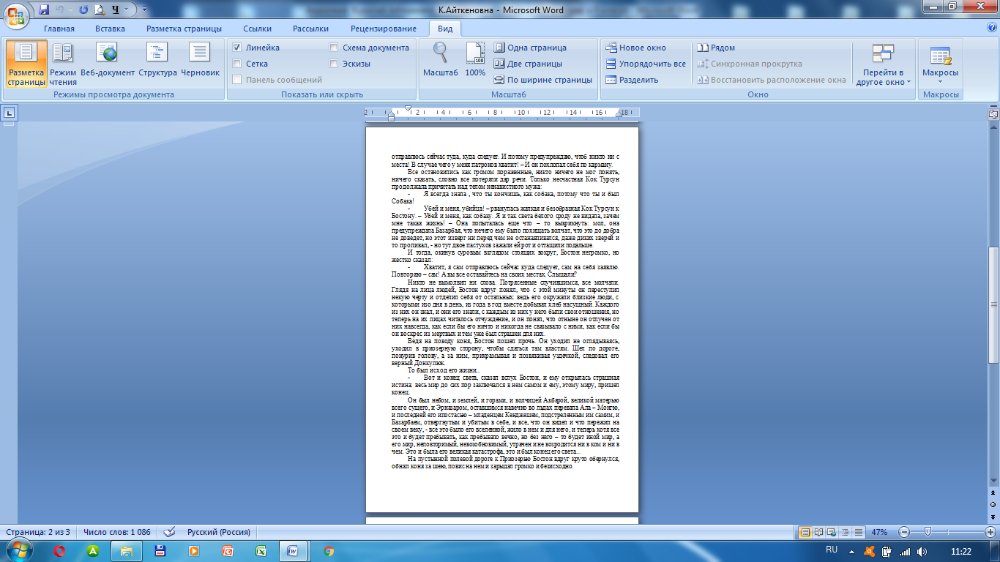 К.Айткеновна - Microsoft Word
Главная Вставка Разметка страницы Ссылки Рассылки Рецензирование Вид
Разметка страницы
Режим чтения
Веб-документ
Структура
Черновик
Режимы просмотра документа
Линейка
Сетка
Панель сообщений
Схема документа
Эскизы
Показать или скрыть
Масштаб
100
100%
Одна страница
Две страницы
По ширине страницы
Масштаб
Новое окно
Упорядочить все
Разделить
Рядом
Синхронная прокрутка
Восстановить расположение окна
Перейти в другое окно
Окно
Макросы
Макросы
2 2 4 6 8 10 12 14 16 18
отправлюсь сейчас туда, куда следует. И потому предупреждаю, чтоб никто ни с
места! В случае чего у меня патронов хватит! – И он похлопал себя по карману.
Все остановились как громом пораженные, никто ничего не мог понять,
ничего сказать, словно все потеряли дар речи. Только несчастная Кок Турсун
продолжала причитать над телом ненавистного мужа:
- Я всегда знала , что ты кончишь, как собака, потому что ты и был
Собака!
- Убей и меня, убийца! – рванулась жалкая и безобразная Кок Турсун к
Бостону. – Убей и меня, как собаку. Я и так света белого сроду не видала, зачем
мне такая жизнь! – Она попыталась еще что – то выкрикнуть: мол, она
предупреждала Базарбая, что нечего ему было похищать волчат, что это до добра
не доведет, но этот изверг ни перед чем не останавливался, даже диких зверей и
то пропивал, - но тут двое пастухов зажали ей рот и оттащили подальше.
И тогда, окинув суровым взглядом стоящих вокруг, Бостон негромко, но
жестко сказал:
- Хватит, я сам отправлюсь сейчас куда следует, сам на себя заявлю.
Повторяю – сам! А вы все оставайтесь на своих местах. Слышали?
Никто не вымолвил ни слова. Потрясенные случившимся, все молчали.
Глядя на лица людей, Бостон вдруг понял, что с этой минуты он переступил
некую черту и отделил себя от остальных: ведь его окружали близкие люди, с
которыми изо дня в день, из года в год вместе добывал хлеб насущный. Каждого
из них он знал, и они его знали, с каждым из них у него были свои отношения, но
теперь на их лицах читалось отчуждение, и он понял, что отныне он отлучен от
них навсегда, как если бы его ничто и никогда не связывало с ними, как если бы
он воскрес из мертвых и тем уже был страшен для них.
Ведя на поводу коня, Бостон пошел прочь. Он уходил не оглядываясь,
уходил в приозерную сторону, чтобы сдаться там властям. Шел по дороге,
понурив голову, а за ним, прихрамывая и позвякивая уздечкой, следовал его
верный Донкулюк.
То был исход его жизни...
- Вот и конец света, сказал вслух Бостон, и ему открылась страшная
истина: весь мир до сих пор заключался в нем самом и ему, этому миру, пришел
конец.
Он был небом, и землей, и горами, и волчицей Акбарой, великой матерью
всего сущего, и Эрназаром, оставшимся навечно во льдах перевала Ала – Монгю,
и последней его ипостасью – младенцем Кенджешем, подстреленным им самим, и
Базарбаем, отвергнутым и убитым в себе, и все, что он видел и что пережил на
своем веку, - все это было его вселенной, жило в нем и для него, и теперь хотя все
это и будет пребывать, как пребывало вечно, но без него – то будет иной мир, а
его мир, неповторимый, невозобновимый, утрачен и не возродится ни в ком и ни в
чем. Это и была его великая катастрофа, это и был конец его света...
На пустынной полевой дороге к Приозерью Бостон вдруг круто обернулся,
обнял коня за шею, повис на нем и зарыдал громко и безисходно.
Страница: 2 из 3 Число слов: 1 086 Русский (Россия) 47%
RU 11:22